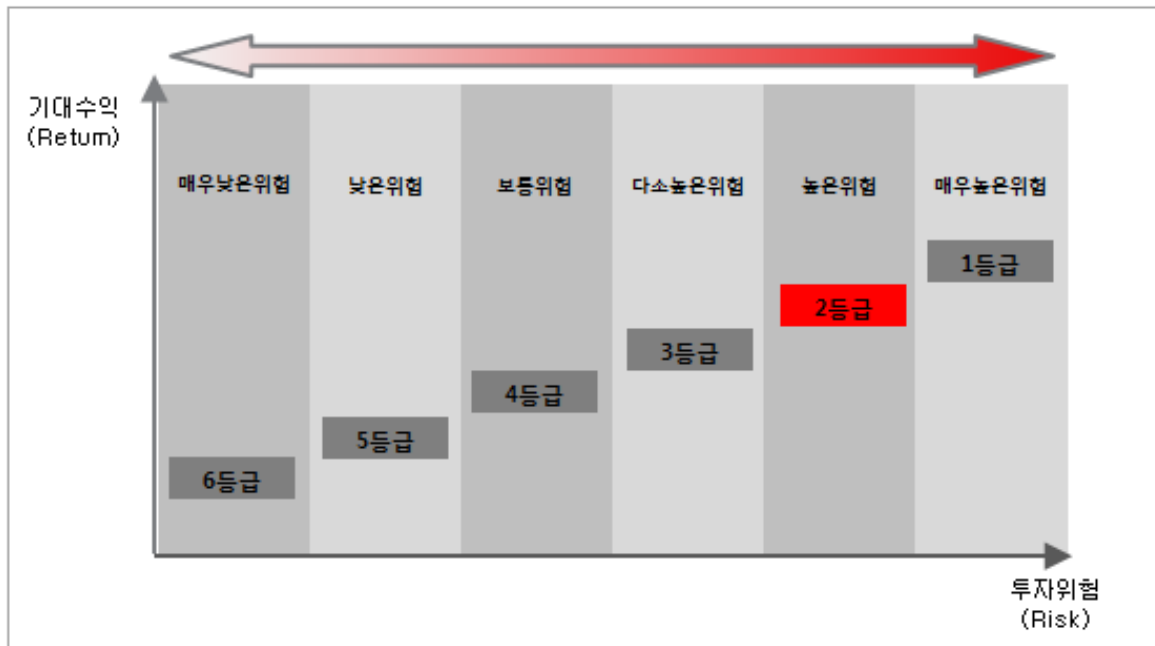 기대수익
(Return)
매우낮은위험
낮은위험
보통위험
다소높은위험
높은위험
매우높은위험
1등급
2등급
3등급
4등급
5등급
6등급
투자위험
(Risk)